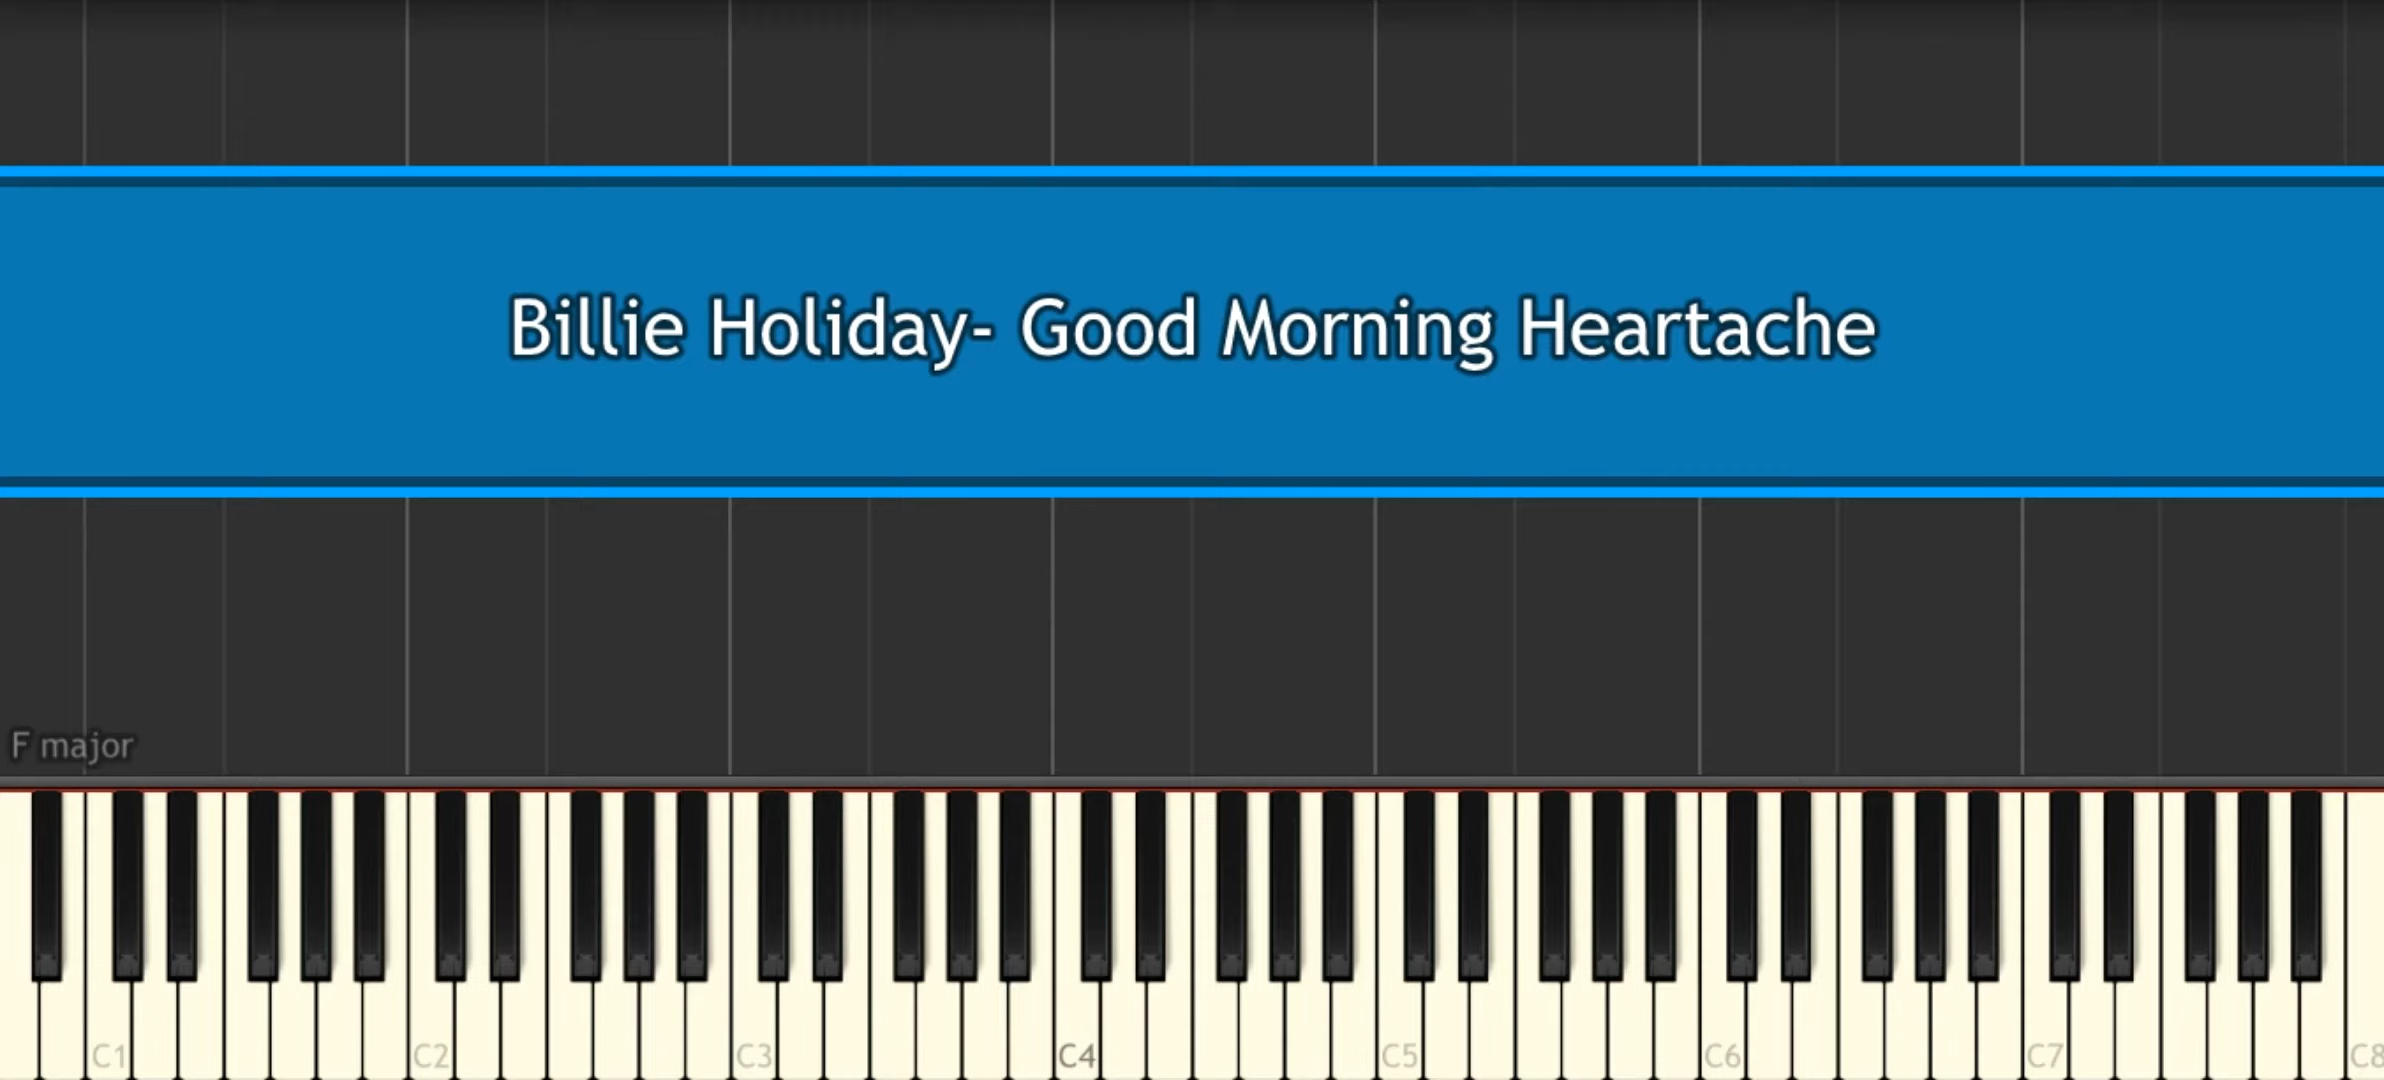 Billie Holiday- Good Morning Heartache
F major
C1 C2 C3 C4 C5 C6 C7 C8